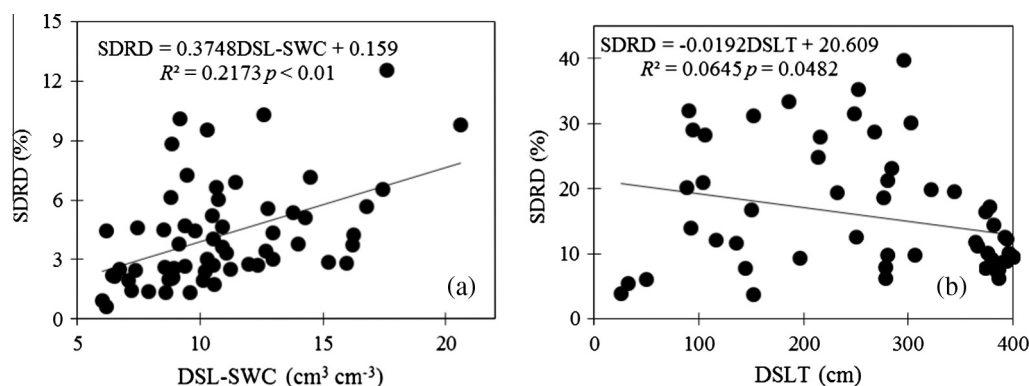 15
12
9
6
3
0
SDRD (%)
SDRD = 0.3748DSL-SWC + 0.159
R² = 0.2173 p < 0.01
(a)
5 10 15 20
DSL-SWC (cm³ cm⁻³)
40
30
20
10
0
SDRD (%)
SDRD = -0.0192DSLT + 20.609
R² = 0.0645 p = 0.0482
(b)
0 100 200 300 400
DSLT (cm)